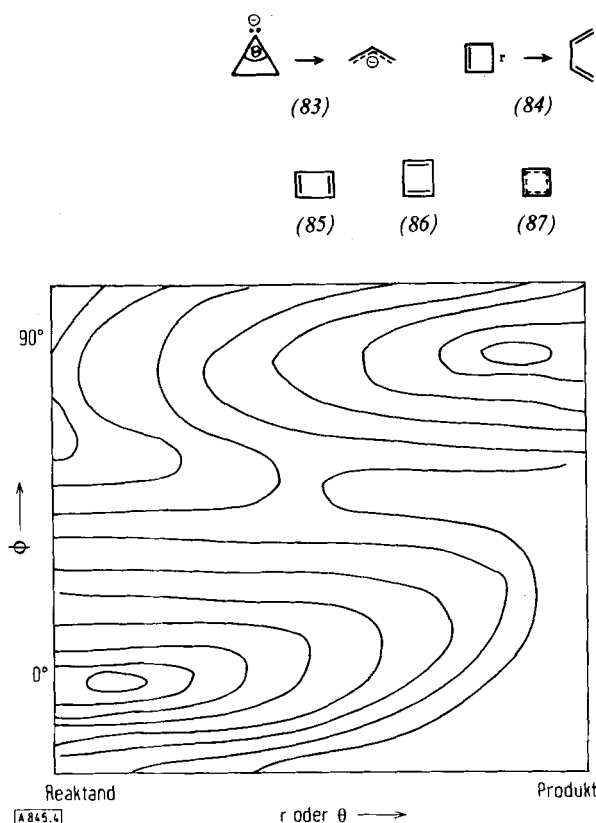 ⊖
Θ → ⊖ r →
(83) (84)
(85) (86) (87)
90°
ϕ →
0°
Reaktand Produkt
A 845.4 r oder θ →